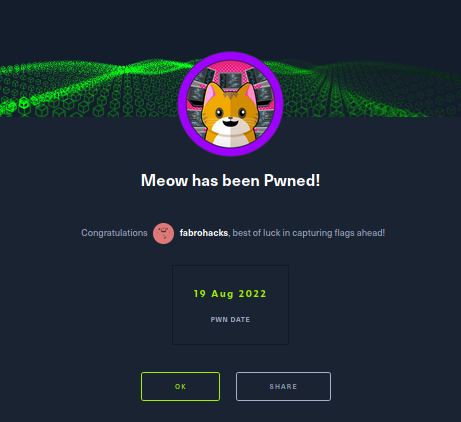 Meow has been Pwned!
Congratulations fabrohacks, best of luck in capturing flags ahead!
19 Aug 2022
PWN DATE
OK SHARE